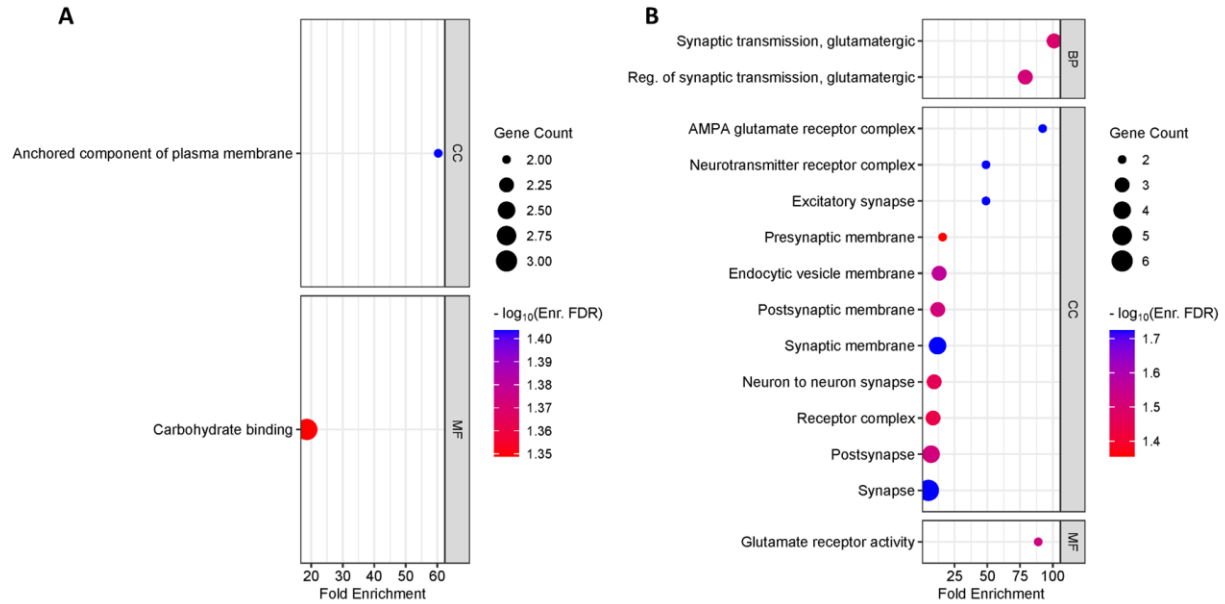 A
Anchored component of plasma membrane
CC
Carbohydrate binding
MF
20 30 40 50 60
Fold Enrichment
Gene Count
2.00
2.25
2.50
2.75
3.00
- log₁₀(Enr. FDR)
1.40
1.39
1.38
1.37
1.36
1.35
B
Synaptic transmission, glutamatergic
Reg. of synaptic transmission, glutamatergic
BP
AMPA glutamate receptor complex
Neurotransmitter receptor complex
Excitatory synapse
Presynaptic membrane
Endocytic vesicle membrane
Postsynaptic membrane
Synaptic membrane
Neuron to neuron synapse
Receptor complex
Postsynapse
Synapse
CC
Glutamate receptor activity
MF
25 50 75 100
Fold Enrichment
Gene Count
2
3
4
5
6
- log₁₀(Enr. FDR)
1.7
1.6
1.5
1.4